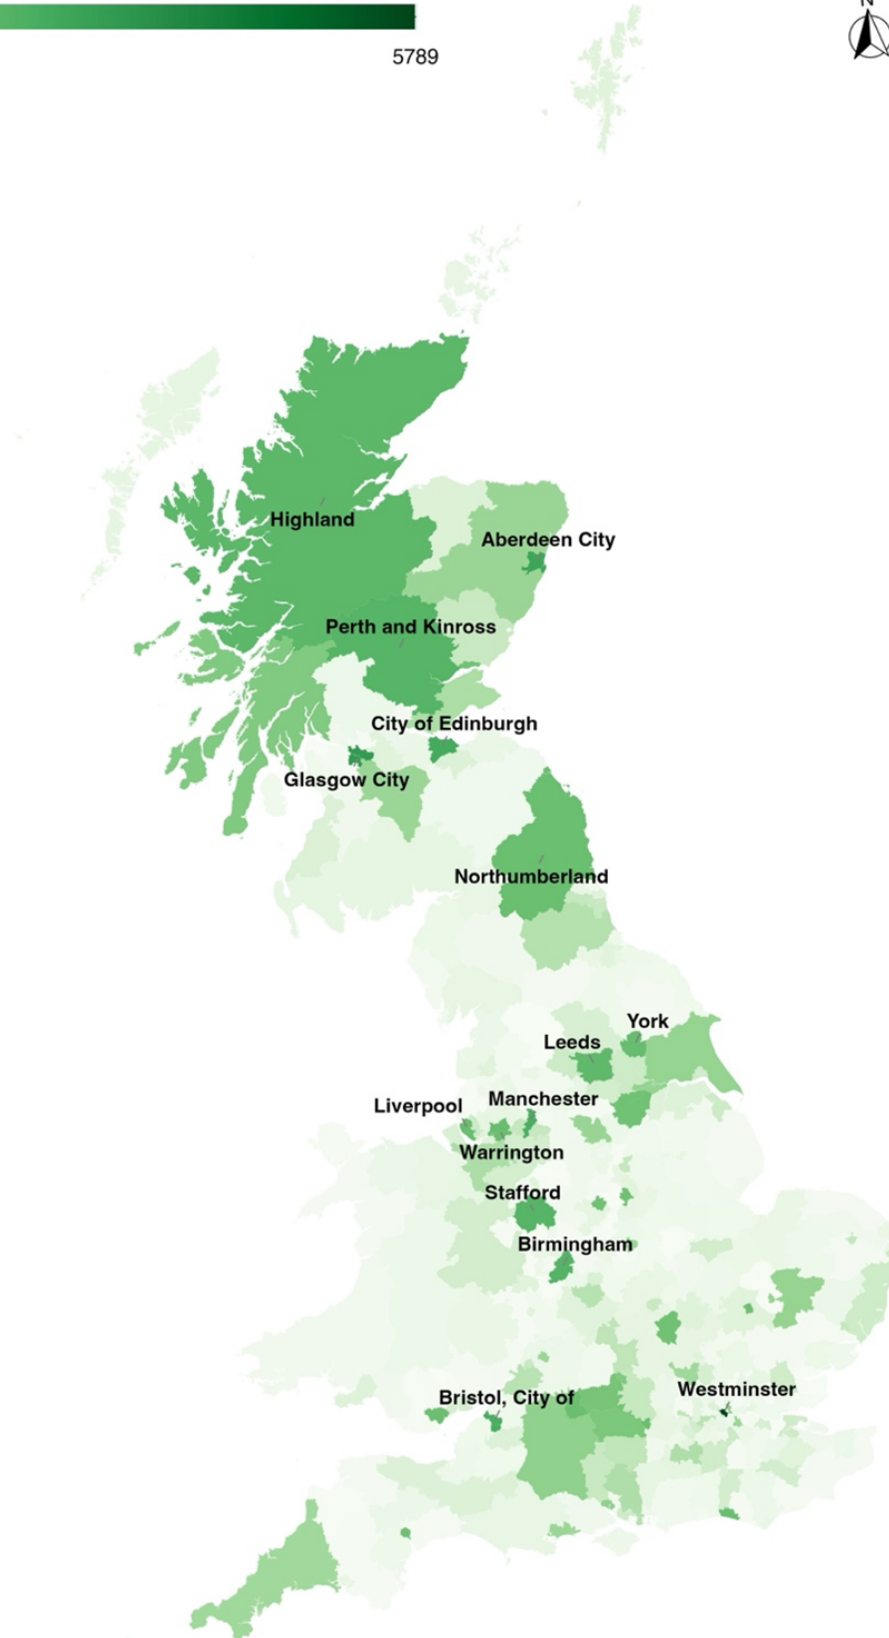 N
5789
Highland
Aberdeen City
Perth and Kinross
City of Edinburgh
Glasgow City
Northumberland
York
Leeds
Manchester
Liverpool
Warrington
Stafford
Birmingham
Westminster
Bristol, City of